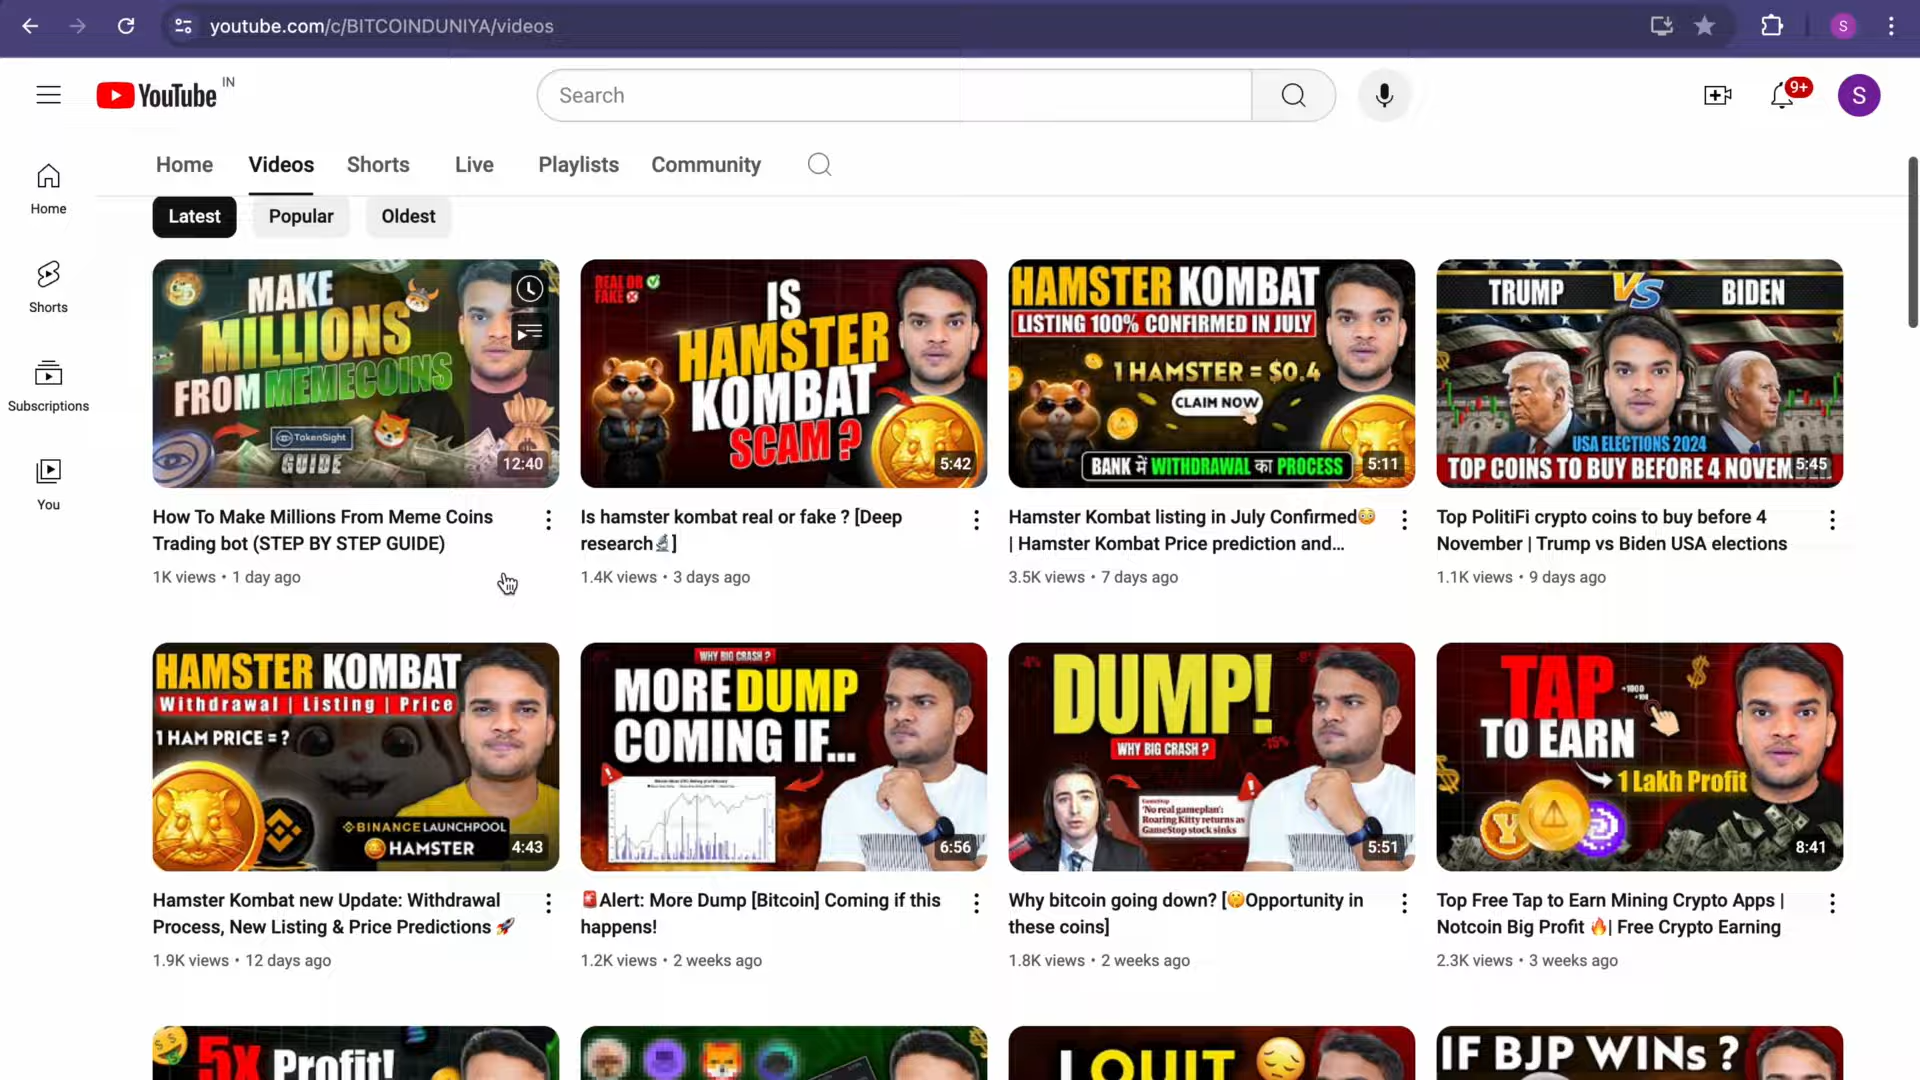 youtube.com/c/BITCOINDUNIYA/videos
S
YouTube IN
Search
9+
S
Home
Videos
Shorts
Live
Playlists
Community
Home
Shorts
Subscriptions
You
Latest
Popular
Oldest
MAKE
MILLIONS
FROM MEMECOINS
TokenSight
GUIDE
12:40
How To Make Millions From Meme Coins
Trading bot (STEP BY STEP GUIDE)
1K views • 1 day ago
REAL OR
FAKE
IS
HAMSTER
KOMBAT
SCAM ?
5:42
Is hamster kombat real or fake ? [Deep
research🔬]
1.4K views • 3 days ago
HAMSTER KOMBAT
LISTING 100% CONFIRMED IN JULY
1 HAMSTER = $0.4
CLAIM NOW
BANK में WITHDRAWAL का PROCESS
5:11
Hamster Kombat listing in July Confirmed😳
| Hamster Kombat Price prediction and...
3.5K views • 7 days ago
TRUMP VS BIDEN
USA ELECTIONS 2024
TOP COINS TO BUY BEFORE 4
5:45
Top PolitiFi crypto coins to buy before 4
November | Trump vs Biden USA elections
1.1K views • 9 days ago
HAMSTER KOMBAT
Withdrawal | Listing | Price
1 HAM PRICE = ?
BINANCE LAUNCHPOOL
HAMSTER
4:43
Hamster Kombat new Update: Withdrawal
Process, New Listing & Price Predictions 🚀
1.9K views • 12 days ago
WHY BIG CRASH ?
MORE DUMP
COMING IF...
6:56
🚨Alert: More Dump [Bitcoin] Coming if this
happens!
1.2K views • 2 weeks ago
DUMP!
WHY BIG CRASH ?
-15%
GameStop
'No real gameplan':
Roaring Kitty returns as
GameStop stock sinks
5:51
Why bitcoin going down? [🤫Opportunity in
these coins]
1.8K views • 2 weeks ago
TAP
TO EARN
+1000
1 Lakh Profit
8:41
Top Free Tap to Earn Mining Crypto Apps |
Notcoin Big Profit 🔥| Free Crypto Earning
2.3K views • 3 weeks ago
5X Profit!
I QUIT
IF BJP WINs ?